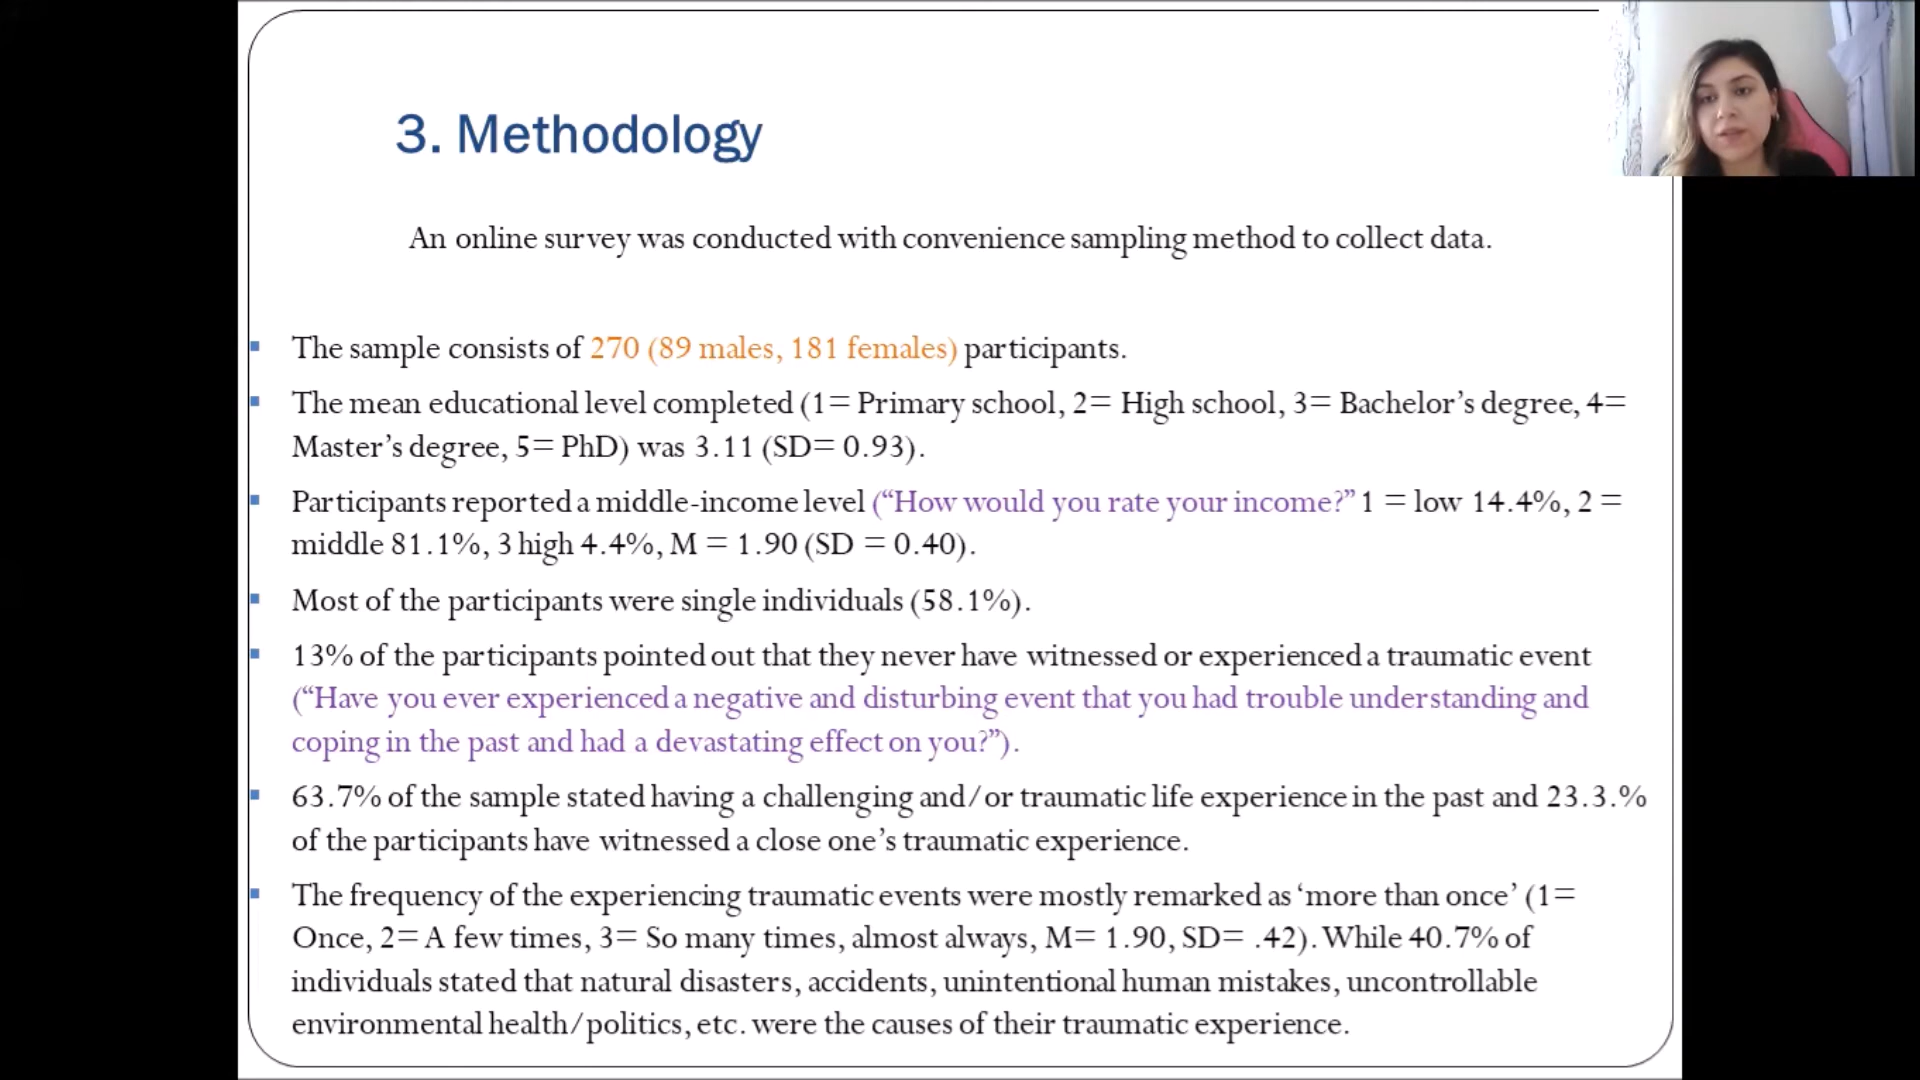 3. Methodology
An online survey was conducted with convenience sampling method to collect data.
The sample consists of 270 (89 males, 181 females) participants.
The mean educational level completed (1= Primary school, 2= High school, 3= Bachelor’s degree, 4=
Master’s degree, 5= PhD) was 3.11 (SD= 0.93).
Participants reported a middle-income level (“How would you rate your income?” 1 = low 14.4%, 2 =
middle 81.1%, 3 high 4.4%, M = 1.90 (SD = 0.40).
Most of the participants were single individuals (58.1%).
13% of the participants pointed out that they never have witnessed or experienced a traumatic event
(“Have you ever experienced a negative and disturbing event that you had trouble understanding and
coping in the past and had a devastating effect on you?”).
63.7% of the sample stated having a challenging and/or traumatic life experience in the past and 23.3.%
of the participants have witnessed a close one’s traumatic experience.
The frequency of the experiencing traumatic events were mostly remarked as ‘more than once’ (1=
Once, 2= A few times, 3= So many times, almost always, M= 1.90, SD= .42). While 40.7% of
individuals stated that natural disasters, accidents, unintentional human mistakes, uncontrollable
environmental health/politics, etc. were the causes of their traumatic experience.